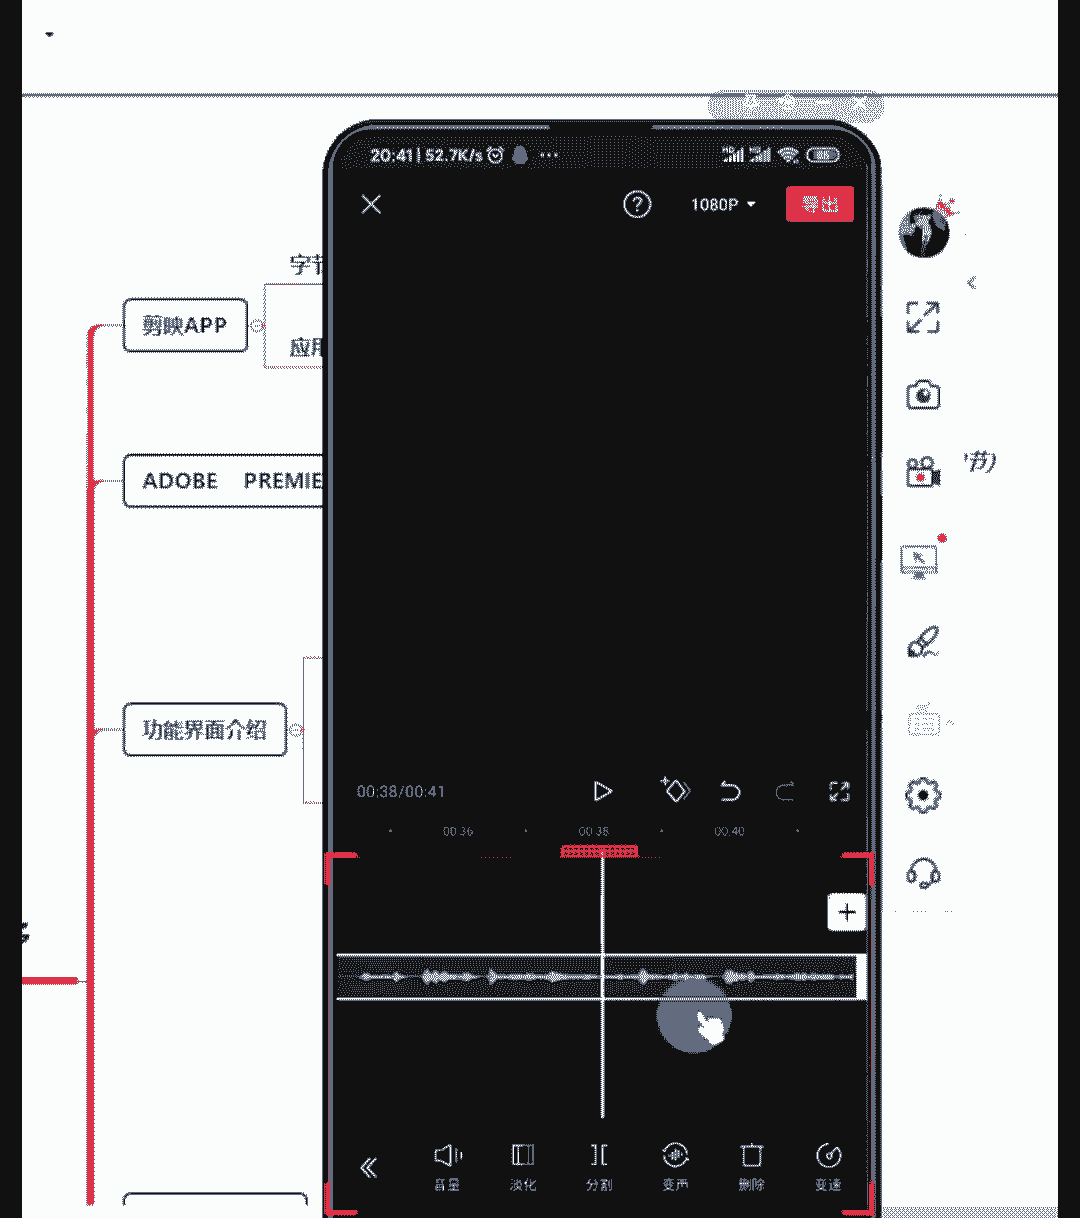 20:41 | 52.7K/s
1080P
导出
字节
剪映APP
应用
ADOBE PREMIE
节)
功能界面介绍
00:38/00:41
00:36
00:38
00:40
音量
淡化
分割
变声
删除
变速